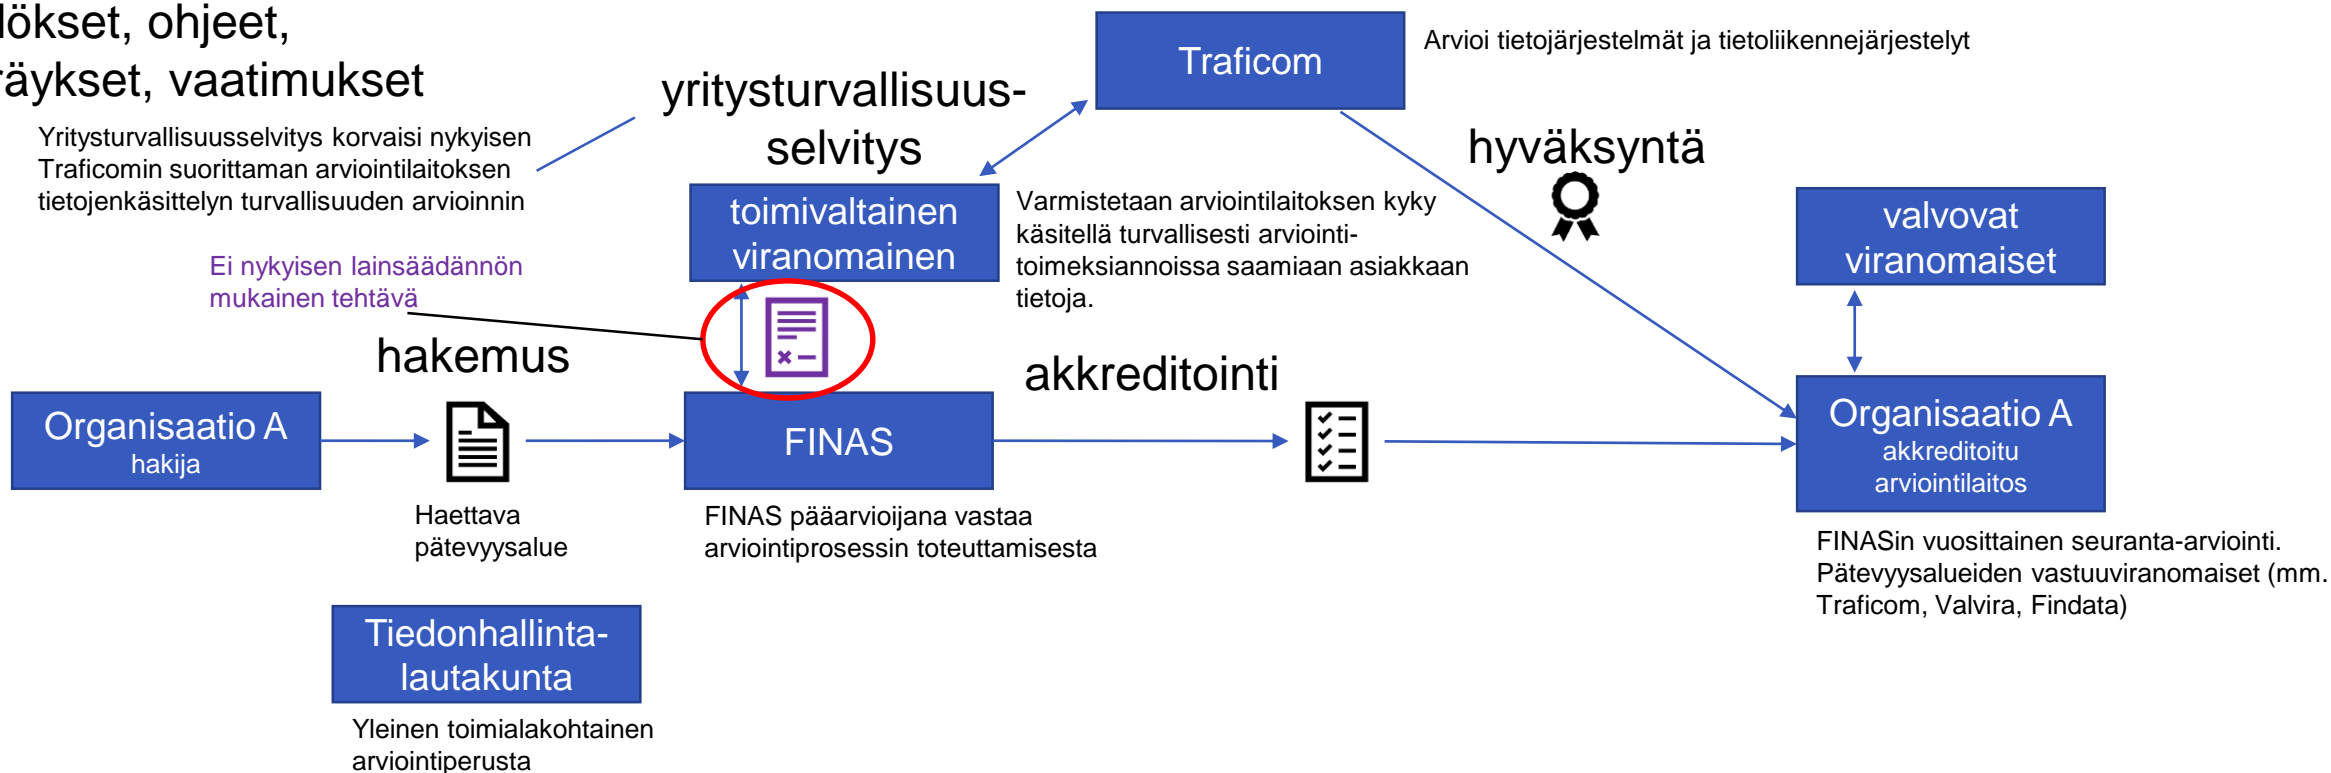 ökset, ohjeet,
äykset, vaatimukset
Yritysturvallisuusselvitys korvaisi nykyisen
Traficomin suorittaman arviointilaitoksen
tietojenkäsittelyn turvallisuuden arvioinnin
Ei nykyisen lainsäädännön
mukainen tehtävä
yritysturvallisuus-
selvitys
Traficom
Arvioi tietojärjestelmät ja tietoliikennejärjestelyt
toimivaltainen
viranomainen
Varmistetaan arviointilaitoksen kyky
käsitellä turvallisesti arviointi-
toimeksiannoissa saamiaan asiakkaan
tietoja.
hyväksyntä
valvovat
viranomaiset
Organisaatio A
hakija
hakemus
Haettava
pätevyysalue
FINAS
FINAS pääarvioijana vastaa
arviointiprosessin toteuttamisesta
akkreditointi
Organisaatio A
akkreditoitu
arviointilaitos
FINASin vuosittainen seuranta-arviointi.
Pätevyysalueiden vastuuviranomaiset (mm.
Traficom, Valvira, Findata)
Tiedonhallinta-
lautakunta
Yleinen toimialakohtainen
arviointiperusta